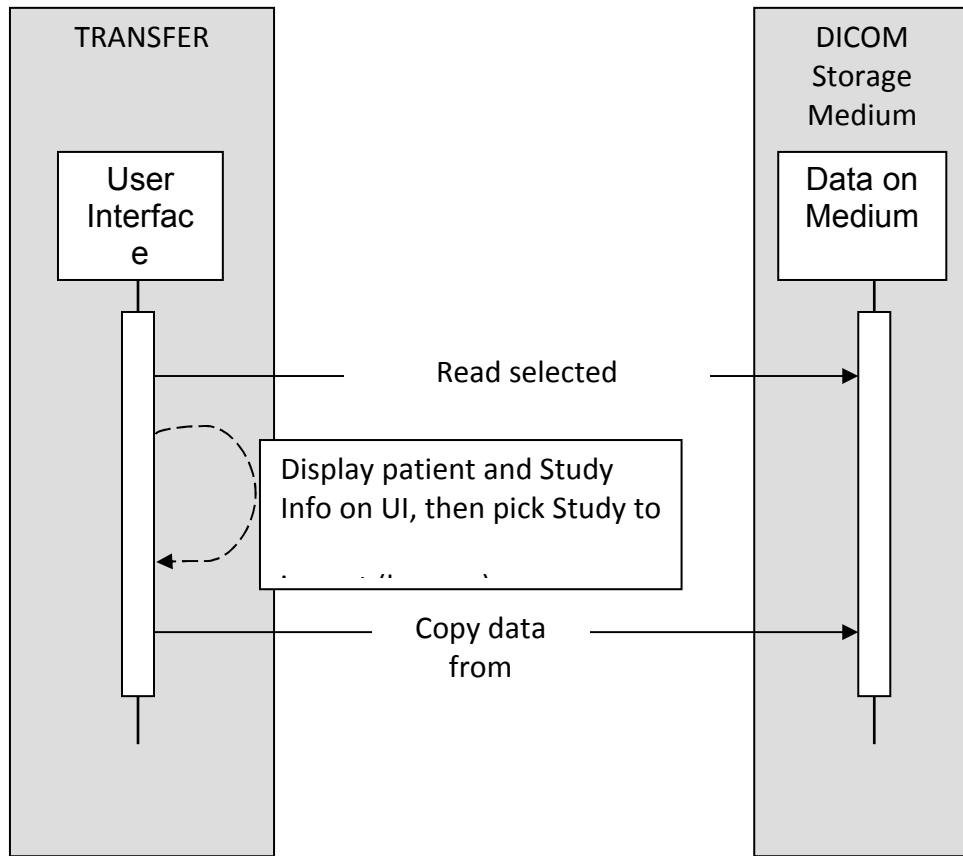 TRANSFER
DICOM
Storage
Medium
User
Interfac
e
Data on
Medium
Read selected
Display patient and Study
Info on UI, then pick Study to
Copy data
from